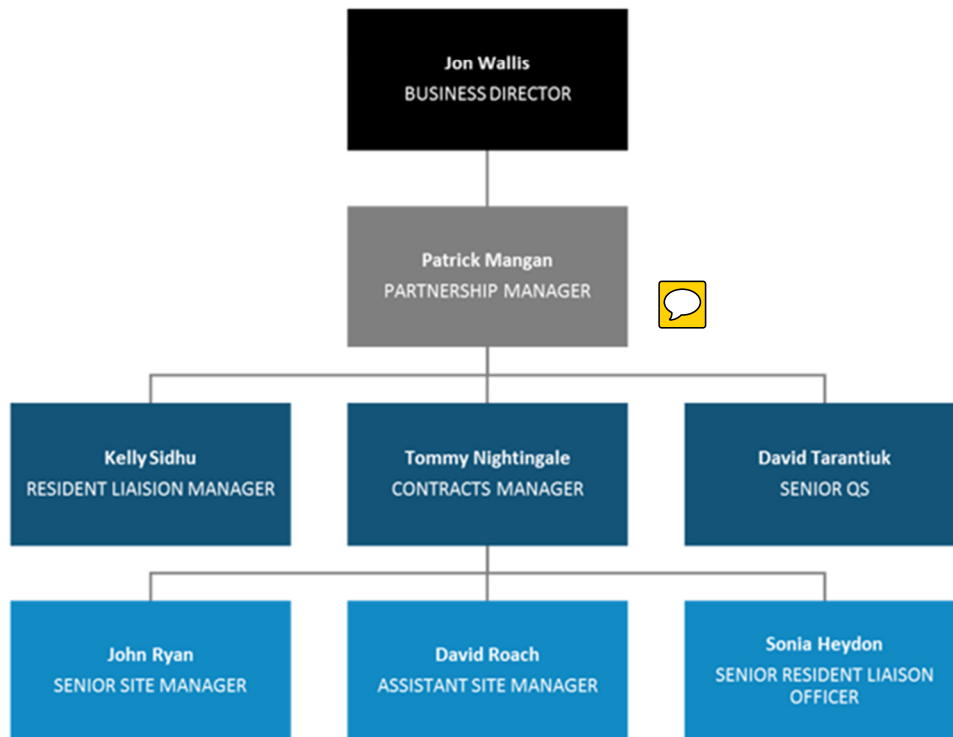 Jon Wallis
BUSINESS DIRECTOR
Patrick Mangan
PARTNERSHIP MANAGER
Kelly Sidhu
RESIDENT LIAISION MANAGER
Tommy Nightingale
CONTRACTS MANAGER
David Tarantiuk
SENIOR QS
John Ryan
SENIOR SITE MANAGER
David Roach
ASSISTANT SITE MANAGER
Sonia Heydon
SENIOR RESIDENT LIAISON
OFFICER